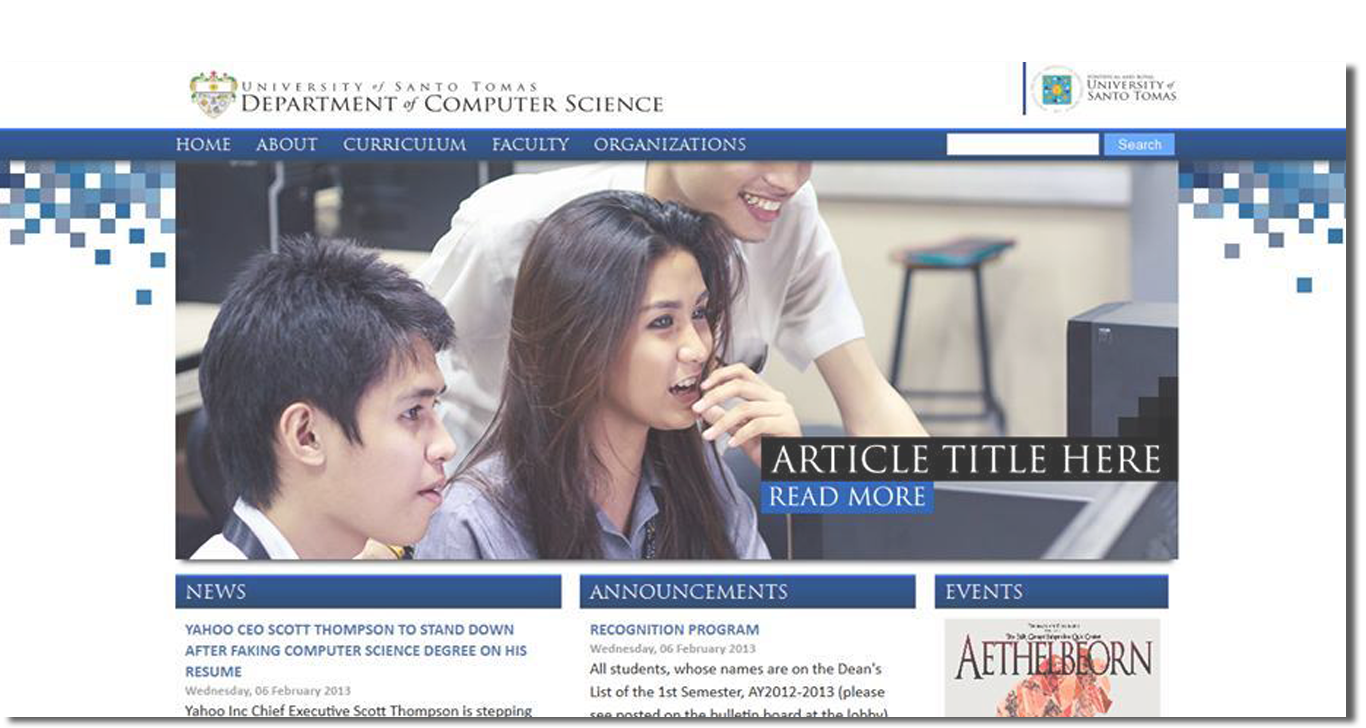 UNIVERSITY of SANTO TOMAS
DEPARTMENT of COMPUTER SCIENCE
PONTIFICAL AND ROYAL
UNIVERSITY of
SANTO TOMAS
HOME ABOUT CURRICULUM FACULTY ORGANIZATIONS
Search
ARTICLE TITLE HERE
READ MORE
NEWS
YAHOO CEO SCOTT THOMPSON TO STAND DOWN
AFTER FAKING COMPUTER SCIENCE DEGREE ON HIS
RESUME
Wednesday, 06 February 2013
Yahoo Inc Chief Executive Scott Thompson is stepping
ANNOUNCEMENTS
RECOGNITION PROGRAM
Wednesday, 06 February 2013
All students, whose names are on the Dean's
List of the 1st Semester, AY2012-2013 (please
see posted on the bulletin board at the lobby)
EVENTS
AETHELBEORN